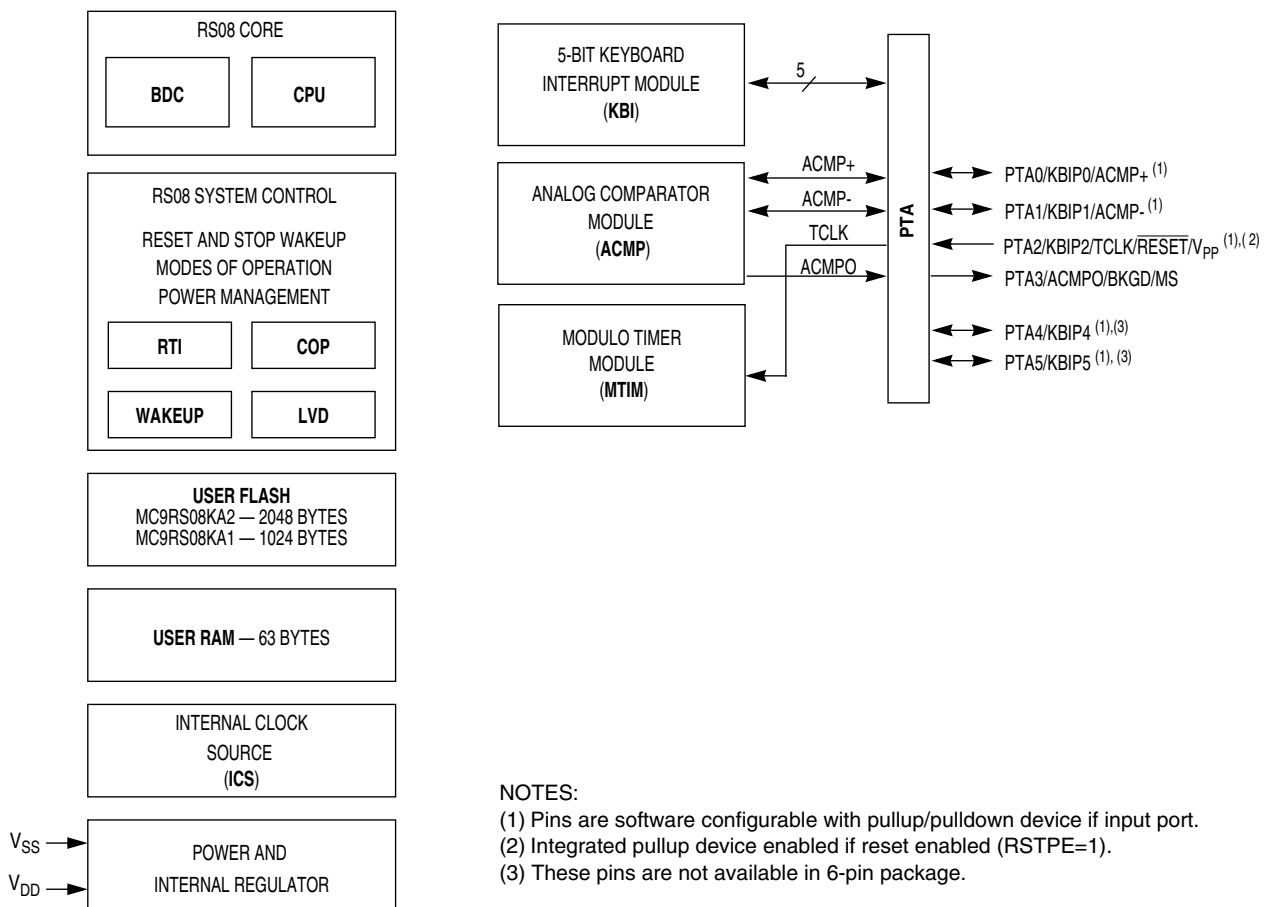 RS08 CORE
BDC
CPU
RS08 SYSTEM CONTROL
RESET AND STOP WAKEUP
MODES OF OPERATION
POWER MANAGEMENT
RTI
COP
WAKEUP
LVD
USER FLASH
MC9RS08KA2 — 2048 BYTES
MC9RS08KA1 — 1024 BYTES
USER RAM — 63 BYTES
INTERNAL CLOCK
SOURCE
(ICS)
VSS
VDD
POWER AND
INTERNAL REGULATOR
5-BIT KEYBOARD
INTERRUPT MODULE
(KBI)
5
ANALOG COMPARATOR
MODULE
(ACMP)
ACMP+
ACMP-
TCLK
ACMPO
MODULO TIMER
MODULE
(MTIM)
PTA
PTA0/KBIP0/ACMP+ (1)
PTA1/KBIP1/ACMP- (1)
PTA2/KBIP2/TCLK/RESET/VPP (1),( 2)
PTA3/ACMPO/BKGD/MS
PTA4/KBIP4 (1),(3)
PTA5/KBIP5 (1), (3)
NOTES:
(1) Pins are software configurable with pullup/pulldown device if input port.
(2) Integrated pullup device enabled if reset enabled (RSTPE=1).
(3) These pins are not available in 6-pin package.